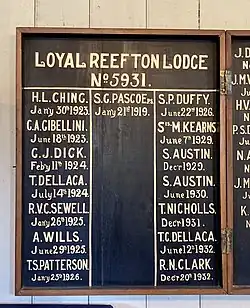 LOYAL REEFTON LODGE
No 5931.
H.L. CHING.
Jany 30th 1923.
G.A. GIBELLINI.
June 18th 1923.
G.J. DICK.
Feby 11th 1924.
T. DELLACA.
July 14th 1924.
R.V.C. SEWELL.
Jany 26th 1925.
A. WILLS.
June 29th 1925.
T.S. PATTERSON.
Jany 25th 1926.
S.G. PASCOE
Jany 21st 1919.
S.P. DUFFY.
June 22nd 1926.
M. KEARNS
June 7th 1929.
S. AUSTIN.
Decr 1929.
S. AUSTIN.
June 1930.
T. NICHOLLS.
Decr 1931.
T.C. DELLACA.
June 12th 1932.
R.N. CLARK.
Decr 20th 1932.